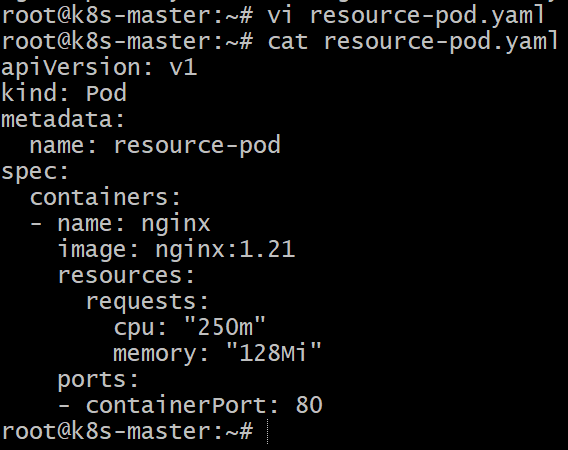 root@k8s-master:~# vi resource-pod.yaml
root@k8s-master:~# cat resource-pod.yaml
apiVersion: v1
kind: Pod
metadata:
  name: resource-pod
spec:
  containers:
  - name: nginx
    image: nginx:1.21
    resources:
      requests:
        cpu: "250m"
        memory: "128Mi"
    ports:
    - containerPort: 80
root@k8s-master:~#